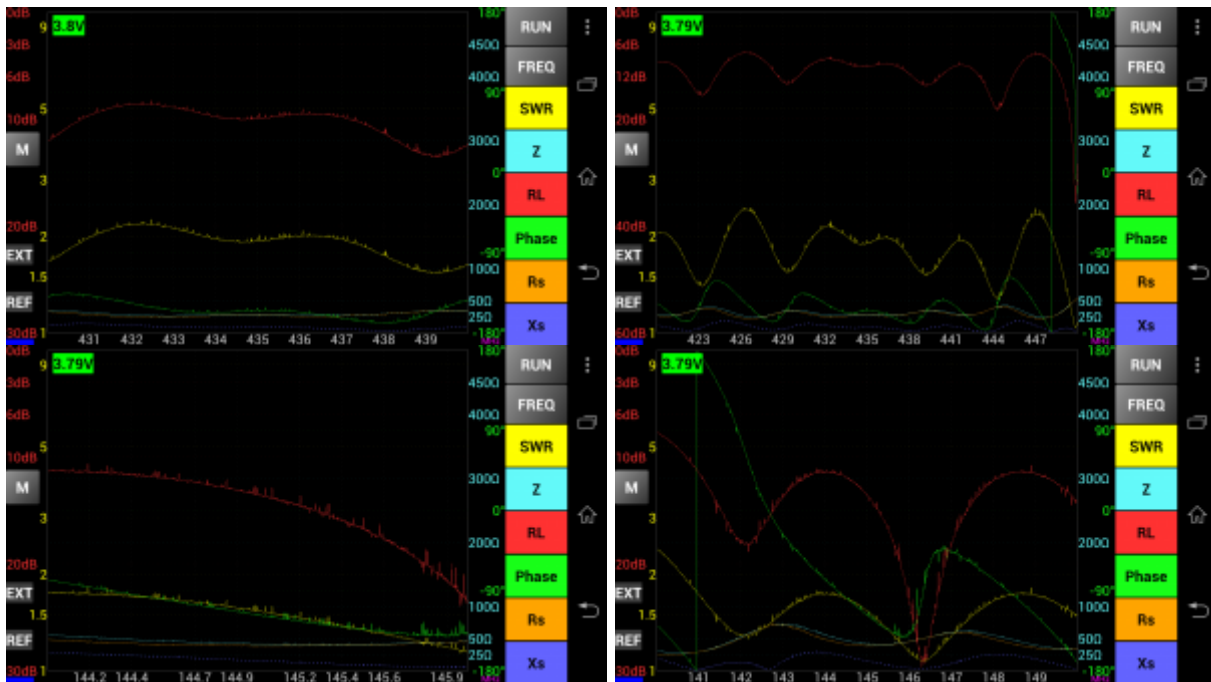 0dB 9 3.8V 180° RUN
3dB 4500Ω
6dB 4000 FREQ
90°
10dB 5 SWR
M 3000 Z
3 0°
2000 RL
20dB 2 Phase
EXT -90°
1.5 1000 Rs
REF 500
250 Xs
30dB 1 431 432 433 434 435 436 437 438 439 -180°
0dB 9 3.79V 180° RUN
6dB 4500
12dB 4000 FREQ
90°
20dB 5 SWR
M 3000 Z
3 0°
2000 RL
40dB 2 Phase
EXT -90°
1.5 1000 Rs
REF 500
250 Xs
60dB 1 423 426 429 432 435 438 441 444 447 -180°
0dB 9 3.79V 180° RUN
3dB 4500
6dB 4000 FREQ
90°
10dB 5 SWR
M 3000 Z
3 0°
2000 RL
20dB 2 Phase
EXT -90°
1.5 1000 Rs
REF 500
250 Xs
30dB 1 144.2 144.4 144.7 144.9 145.2 145.4 145.6 145.9 -180°
0dB 9 3.79V 180° RUN
3dB 4500
6dB 4000 FREQ
90°
10dB 5 SWR
M 3000 Z
3 0°
2000 RL
20dB 2 Phase
EXT -90°
1.5 1000 Rs
REF 500
250 Xs
30dB 1 141 142 143 144 145 146 147 148 149 -180°